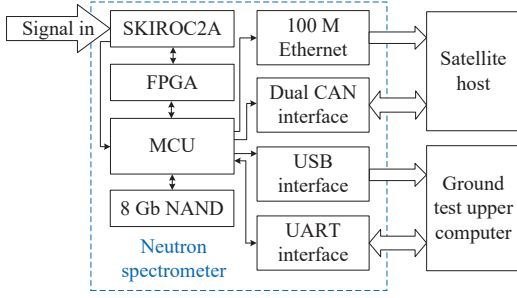 Signal in
SKIROC2A
FPGA
MCU
8 Gb NAND
Neutron
spectrometer
100 M
Ethernet
Dual CAN
interface
USB
interface
UART
interface
Satellite
host
Ground
test upper
computer